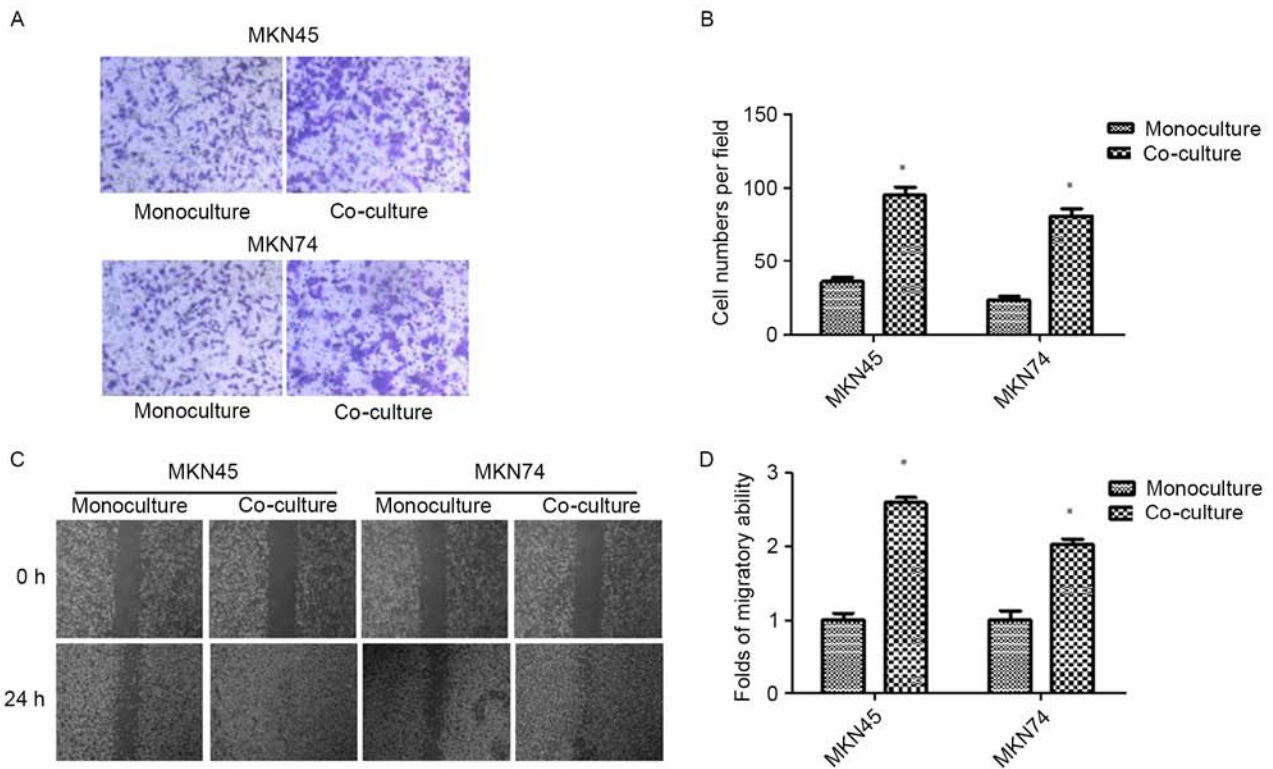 A
MKN45
Monoculture
Co-culture
MKN74
Monoculture
Co-culture
B
150
100
50
0
Cell numbers per field
*
*
MKN45
MKN74
Monoculture
Co-culture
C
MKN45
MKN74
Monoculture
Co-culture
Monoculture
Co-culture
0 h
24 h
D
3
2
1
0
Folds of migratory ability
*
*
MKN45
MKN74
Monoculture
Co-culture